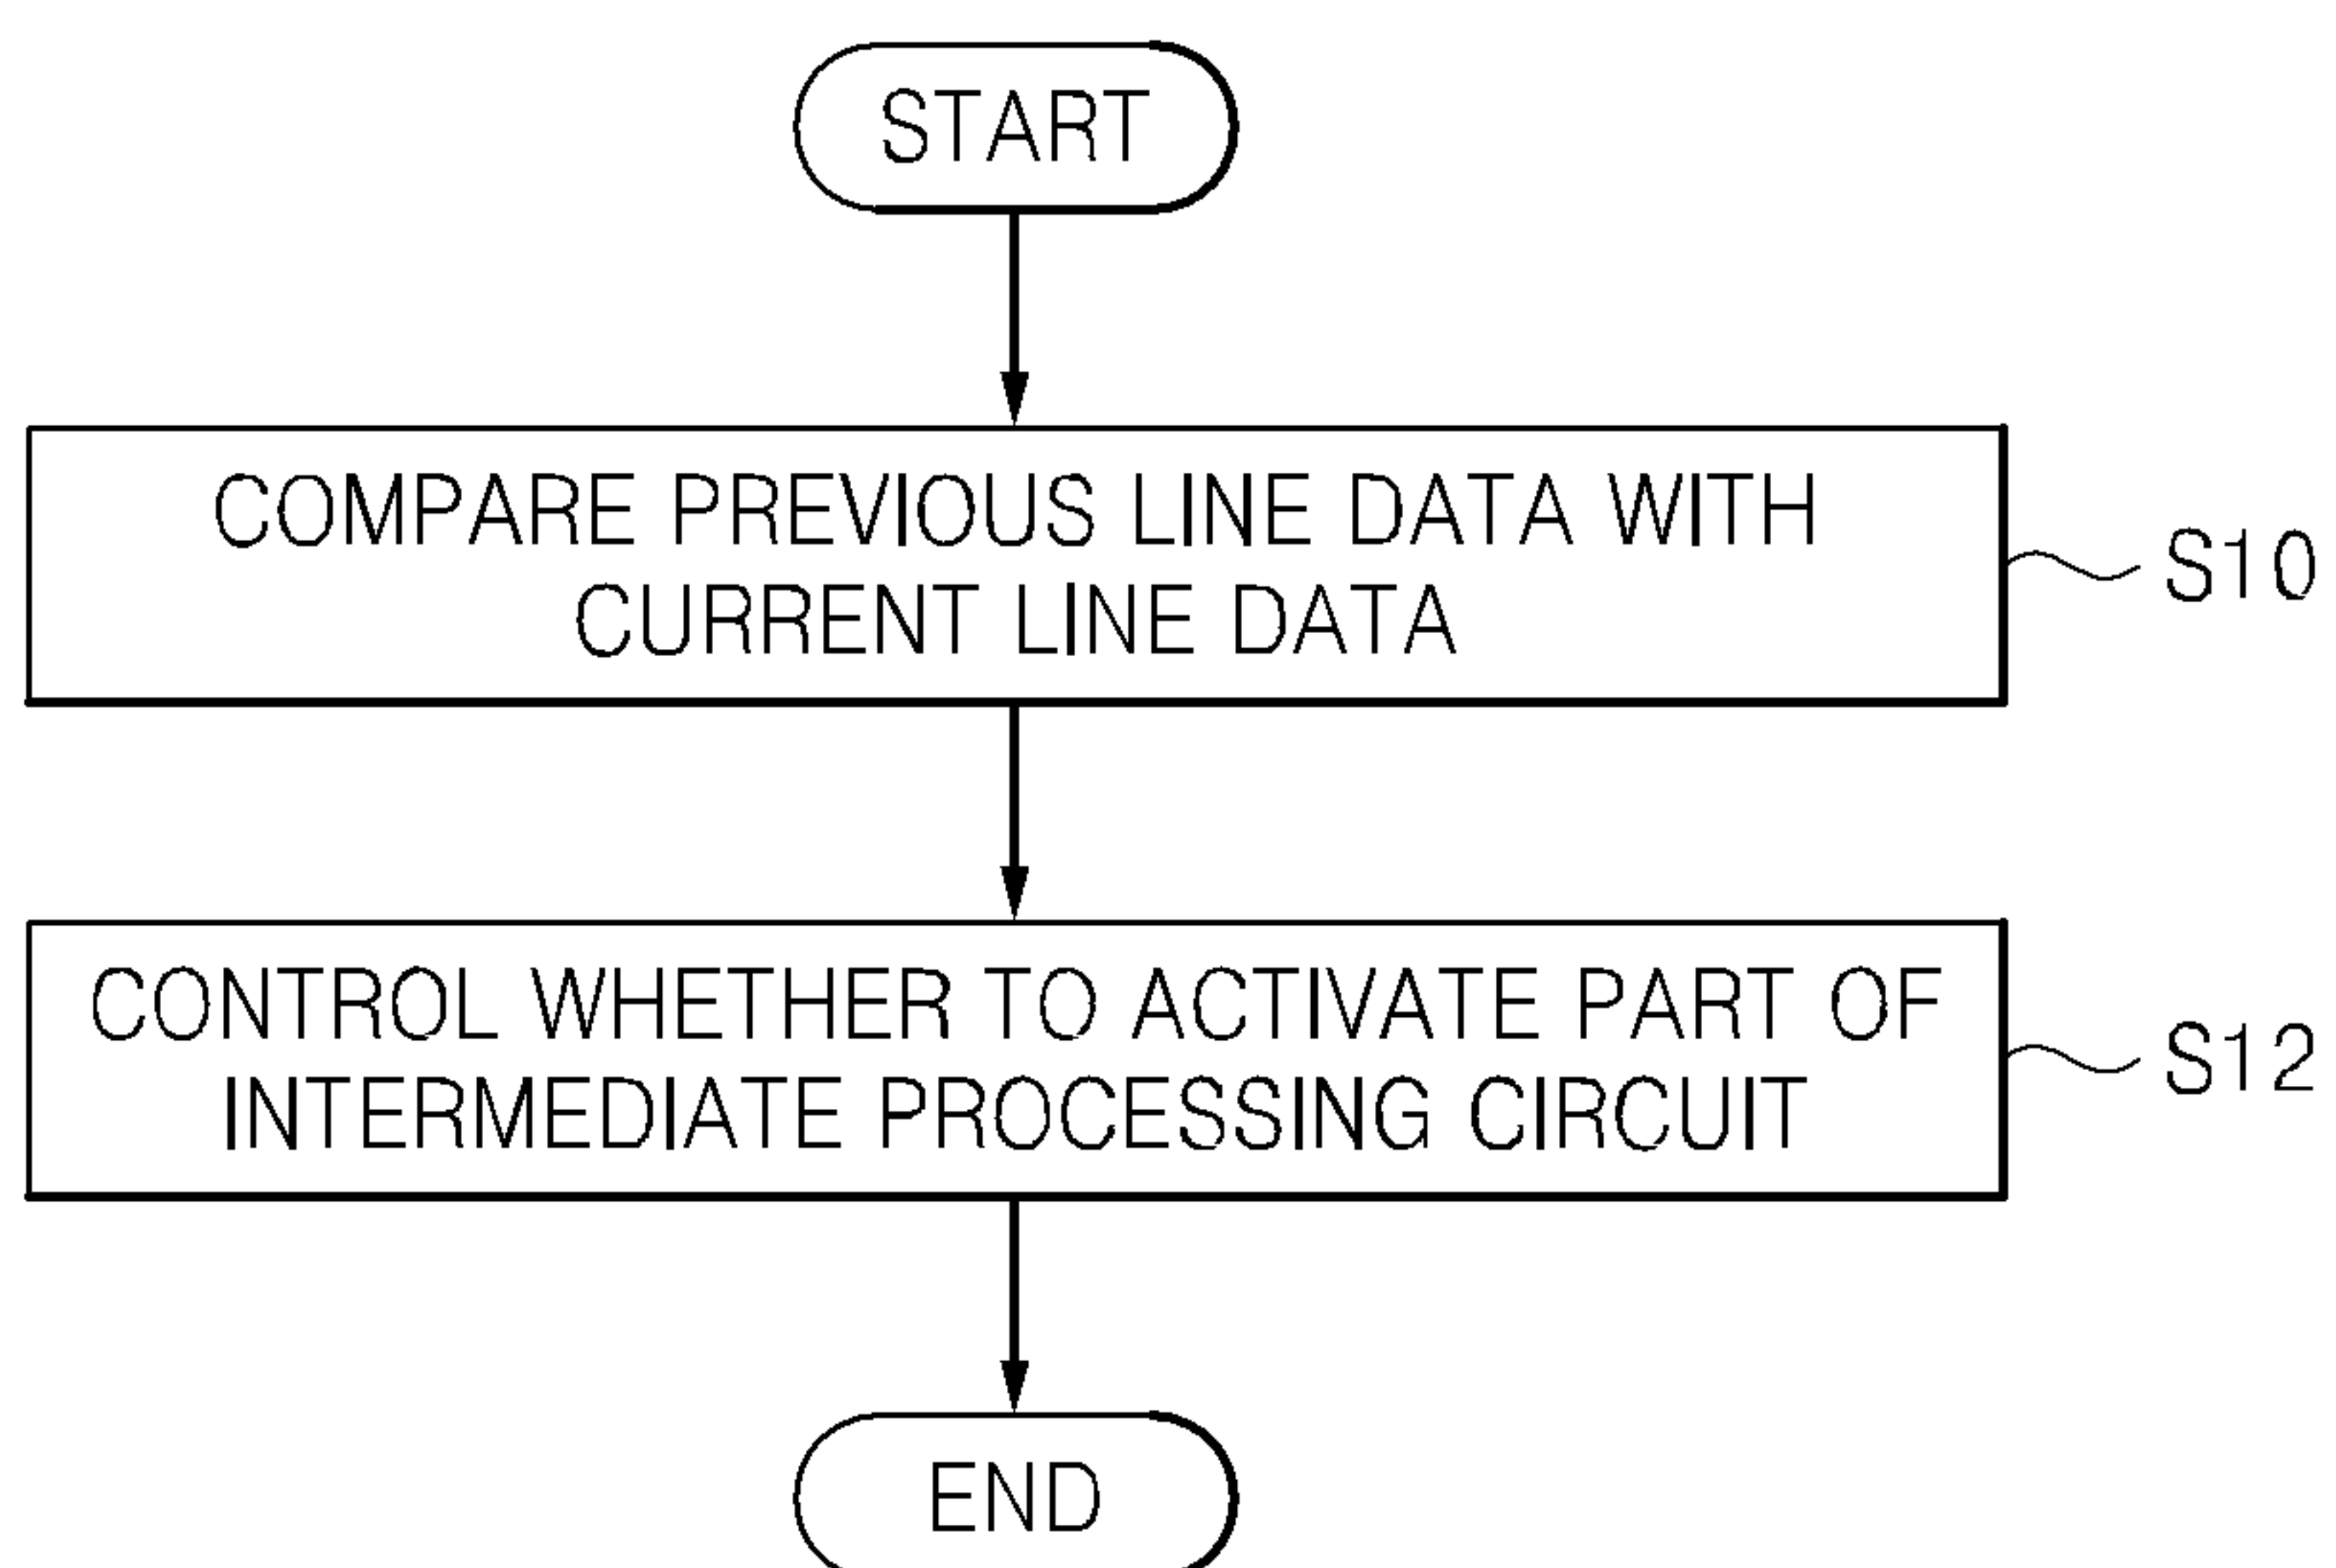 START
COMPARE PREVIOUS LINE DATA WITH
CURRENT LINE DATA
S10
CONTROL WHETHER TO ACTIVATE PART OF
INTERMEDIATE PROCESSING CIRCUIT
S12
END